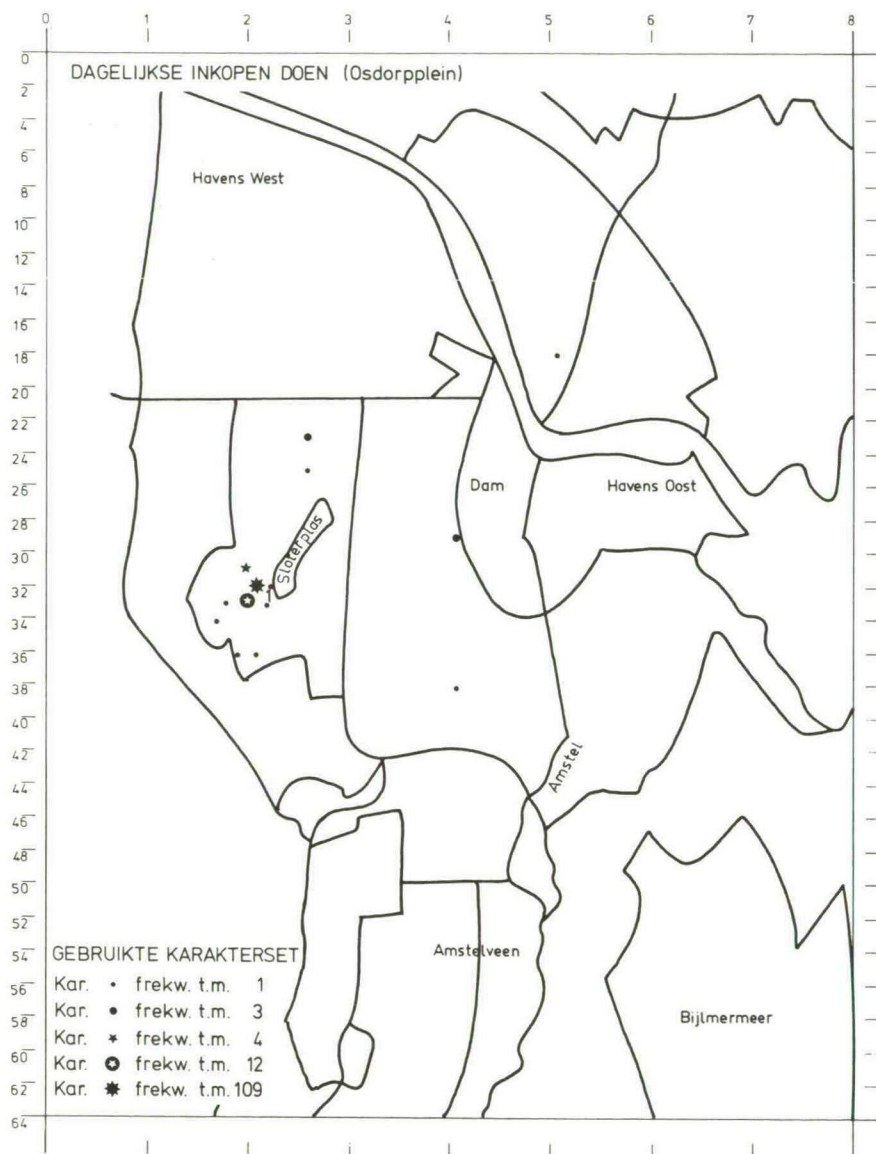 0 1 2 3 4 5 6 7 8
DAGELIJKSE INKOPEN DOEN (Osdorpplein)
0
2
4
6
8
10
12
14
16
18
20
22
24
26
28
30
32
34
36
38
40
42
44
46
48
50
52
54
56
58
60
62
64
Havens West
Dam
Havens Oost
Sloterplas
1
Amstel
Amstelveen
Bijlmermeer
GEBRUIKTE KARAKTERSET
Kar. • frekw. t.m. 1
Kar. ● frekw. t.m. 3
Kar. ★ frekw. t.m. 4
Kar. ✪ frekw. t.m. 12
Kar. ✸ frekw. t.m. 109